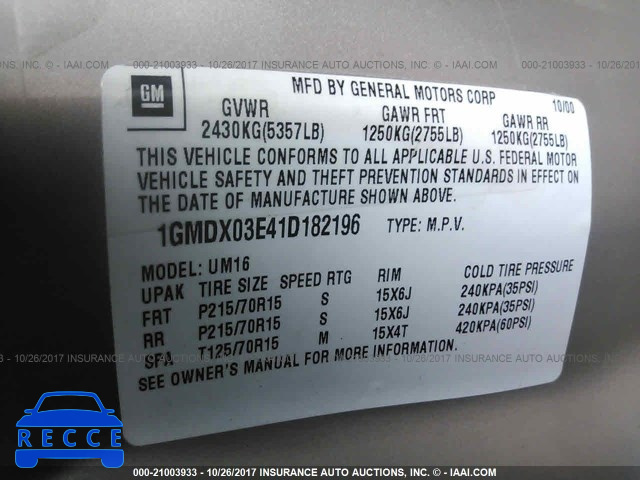 000-21003933 - 10/26/2017 INSURANCE AUTO AUCTIONS - © - IAAI.COM
GM
MFD BY GENERAL MOTORS CORP 10/00
GVWR GAWR FRT GAWR RR
2430KG(5357LB) 1250KG(2755LB) 1250KG(2755LB)
THIS VEHICLE CONFORMS TO ALL APPLICABLE U.S. FEDERAL MOTOR
VEHICLE SAFETY AND THEFT PREVENTION STANDARDS IN EFFECT ON
THE DATE OF MANUFACTURE SHOWN ABOVE.
1GMDX03E41D182196 TYPE: M.P.V.
MODEL: UM16
UPAK TIRE SIZE SPEED RTG RIM COLD TIRE PRESSURE
FRT P215/70R15 S 15X6J 240KPA(35PSI)
RR P215/70R15 S 15X6J 240KPA(35PSI)
SPA T125/70R15 M 15X4T 420KPA(60PSI)
SEE OWNER'S MANUAL FOR MORE INFORMATION.
RECCE
000-21003933 - 10/26/2017 INSURANCE AUTO AUCTIONS - © - IAAI.COM